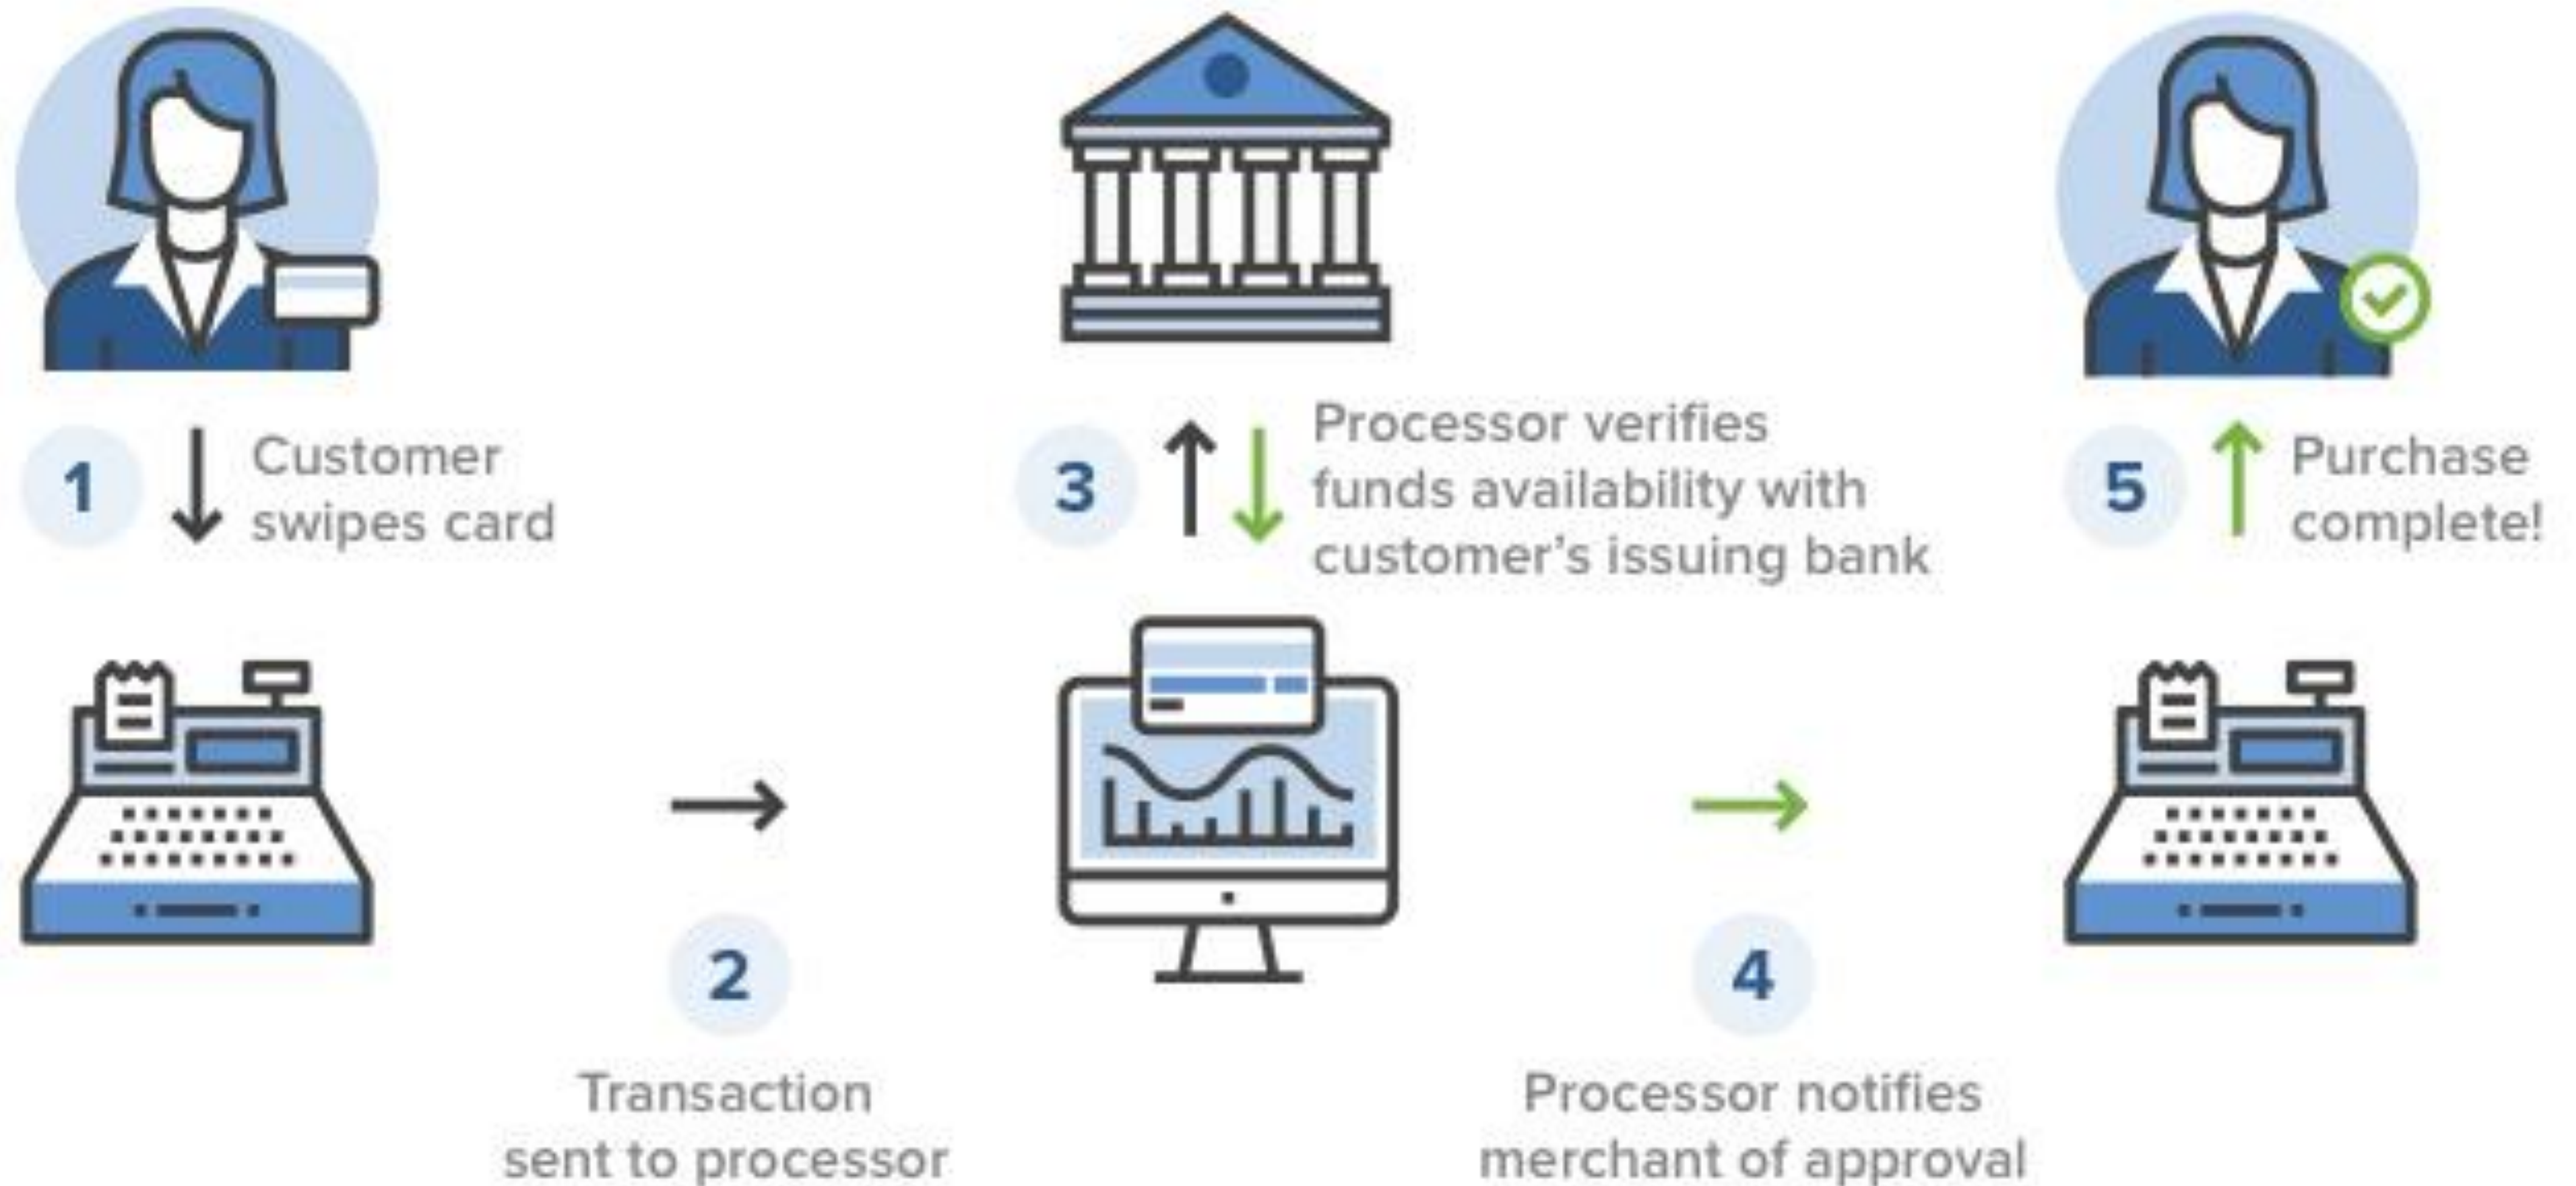 1
Customer
swipes card
2
Transaction
sent to processor
3
Processor verifies
funds availability with
customer's issuing bank
4
Processor notifies
merchant of approval
5
Purchase
complete!